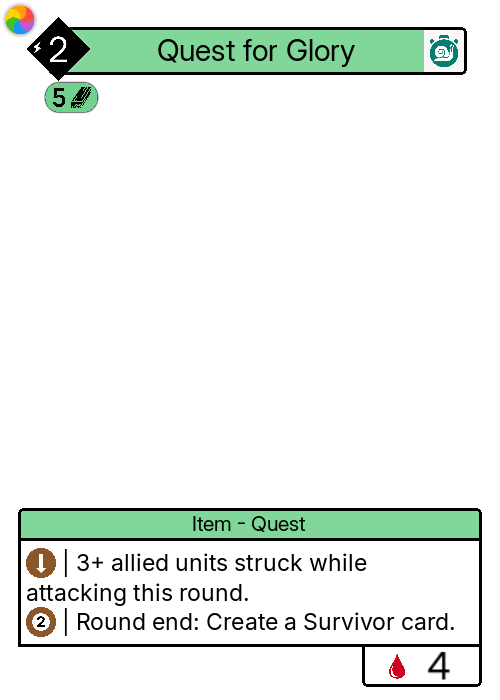 2
Quest for Glory
5
Item - Quest
| 3+ allied units struck while
attacking this round.
2 | Round end: Create a Survivor card.
4